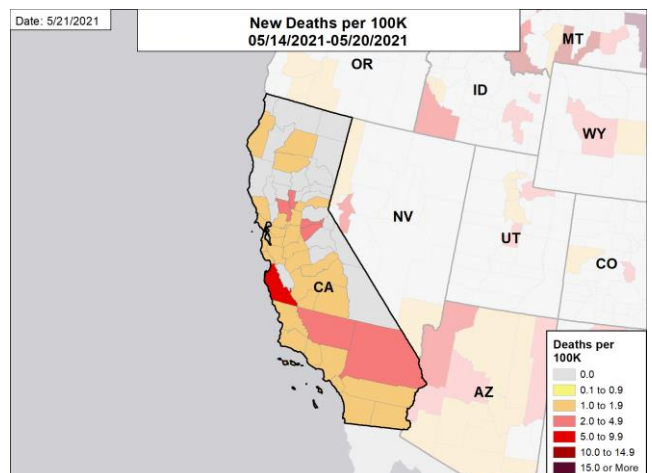 Date: 5/21/2021
New Deaths per 100K
05/14/2021-05/20/2021
MT
OR
ID
WY
NV
UT
CO
CA
AZ
Deaths per
100K
0.0
0.1 to 0.9
1.0 to 1.9
2.0 to 4.9
5.0 to 9.9
10.0 to 14.9
15.0 or More